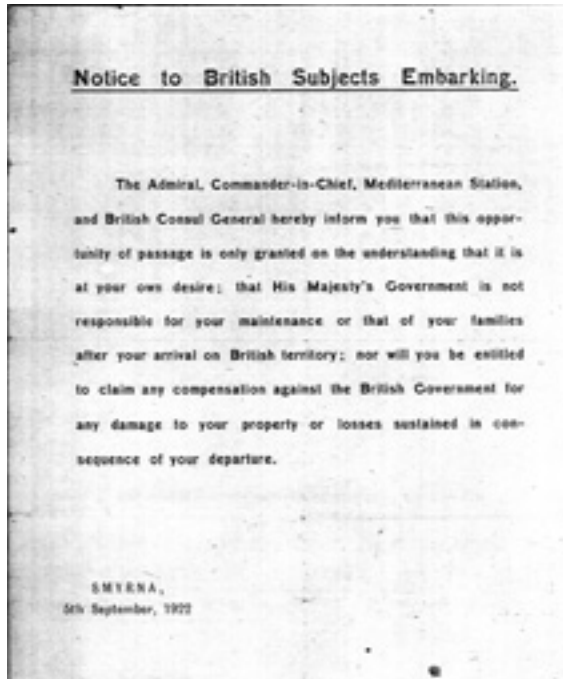 Notice to British Subjects Embarking.
The Admiral, Commander-in-Chief, Mediterranean Station,
and British Consul General hereby inform you that this oppor-
tunity of passage is only granted on the understanding that it is
at your own desire; that His Majesty's Government is not
responsible for your maintenance or that of your families
after your arrival on British territory; nor will you be entitled
to claim any compensation against the British Government for
any damage to your property or losses sustained in con-
sequence of your departure.
SMYRNA,
5th September, 1922